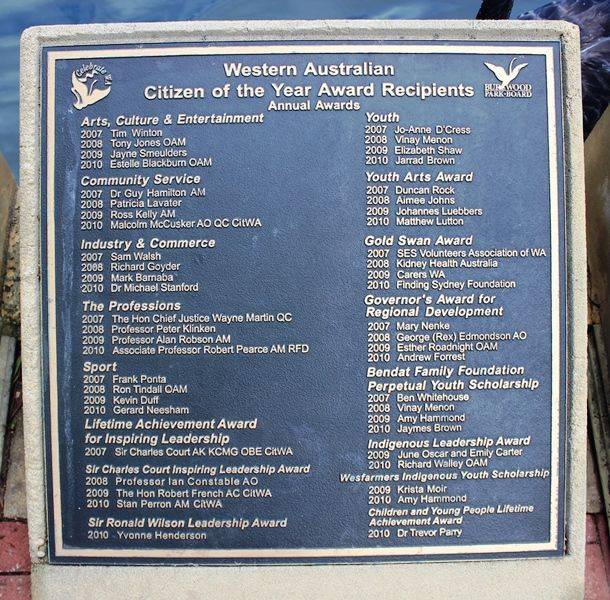 Celebrate WA
Western Australian
Citizen of the Year Award Recipients
Annual Awards
BURSWOOD
PARK·BOARD
Arts, Culture & Entertainment
2007 Tim Winton
2008 Tony Jones OAM
2009 Jayne Smeulders
2010 Estelle Blackburn OAM
Community Service
2007 Dr Guy Hamilton AM
2008 Patricia Lavater
2009 Ross Kelly AM
2010 Malcolm McCusker AO QC CitWA
Industry & Commerce
2007 Sam Walsh
2008 Richard Goyder
2009 Mark Barnaba
2010 Dr Michael Stanford
The Professions
2007 The Hon Chief Justice Wayne Martin QC
2008 Professor Peter Klinken
2009 Professor Alan Robson AM
2010 Associate Professor Robert Pearce AM RFD
Sport
2007 Frank Ponta
2008 Ron Tindall OAM
2009 Kevin Duff
2010 Gerard Neesham
Lifetime Achievement Award
for Inspiring Leadership
2007 Sir Charles Court AK KCMG OBE CitWA
Sir Charles Court Inspiring Leadership Award
2008 Professor Ian Constable AO
2009 The Hon Robert French AC CitWA
2010 Stan Perron AM CitWA
Sir Ronald Wilson Leadership Award
2010 Yvonne Henderson
Youth
2007 Jo-Anne D'Cress
2008 Vinay Menon
2009 Elizabeth Shaw
2010 Jarrad Brown
Youth Arts Award
2007 Duncan Rock
2008 Aimee Johns
2009 Johannes Luebbers
2010 Matthew Lutton
Gold Swan Award
2007 SES Volunteers Association of WA
2008 Kidney Health Australia
2009 Carers WA
2010 Finding Sydney Foundation
Governor's Award for
Regional Development
2007 Mary Nenke
2008 George (Rex) Edmondson AO
2009 Esther Roadnight OAM
2010 Andrew Forrest
Bendat Family Foundation
Perpetual Youth Scholarship
2007 Ben Whitehouse
2008 Vinay Menon
2009 Amy Hammond
2010 Jaymes Brown
Indigenous Leadership Award
2009 June Oscar and Emily Carter
2010 Richard Walley OAM
Wesfarmers Indigenous Youth Scholarship
2009 Krista Moir
2010 Amy Hammond
Children and Young People Lifetime
Achievement Award
2010 Dr Trevor Parry